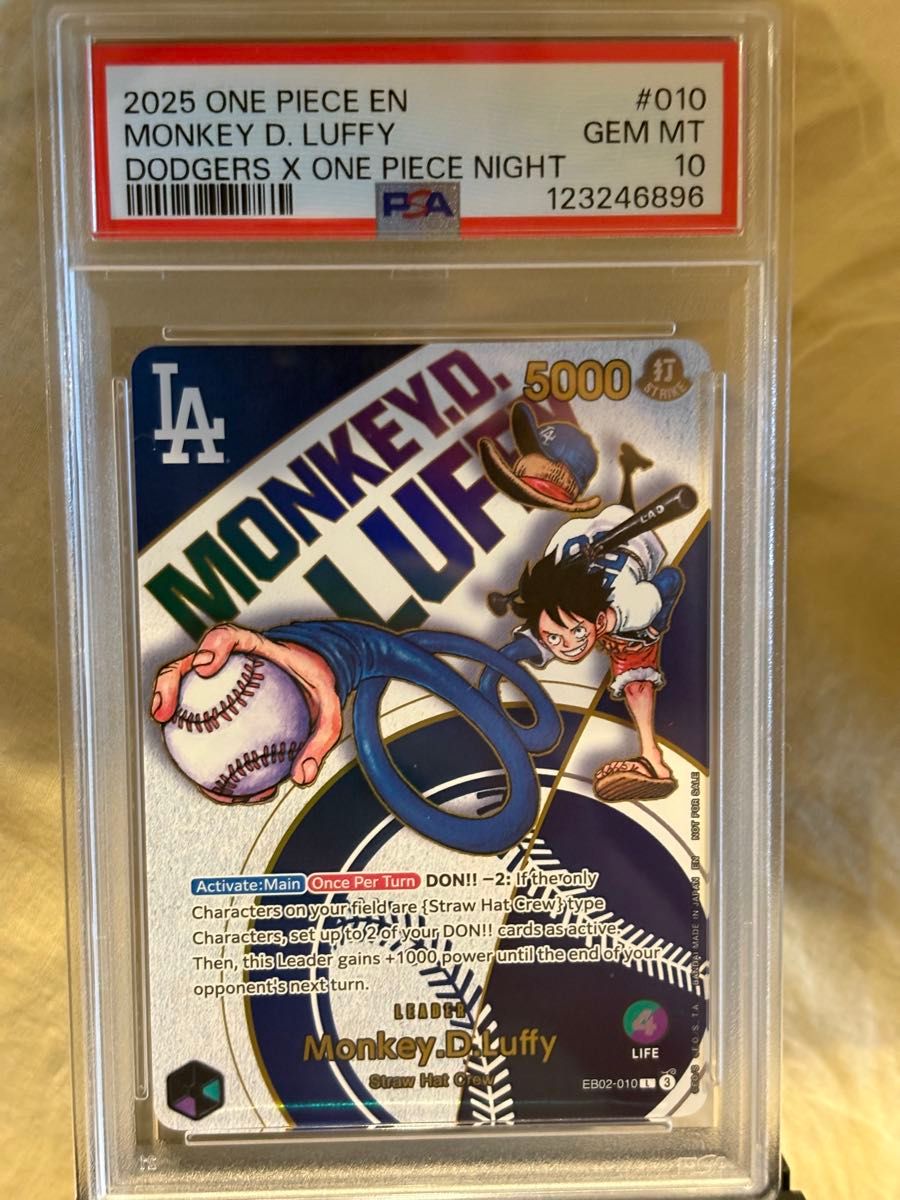 2025 ONE PIECE EN
#010
MONKEY D. LUFFY
GEM MT
DODGERS X ONE PIECE NIGHT
10
PSA
123246896
LA
MONKEY.D.
LUFFY
5000
打
STRIKE
LA
LAD
Activate:Main Once Per Turn DON!! −2: If the only
Characters on your field are {Straw Hat Crew} type
Characters, set up to 2 of your DON!! cards as active.
Then, this Leader gains +1000 power until the end of your
opponent's next turn.
LEADER
Monkey.D.Luffy
Straw Hat Crew
4
LIFE
EB02-010 L 3
BANDAI MADE IN JAPAN EN NOT FOR SALE